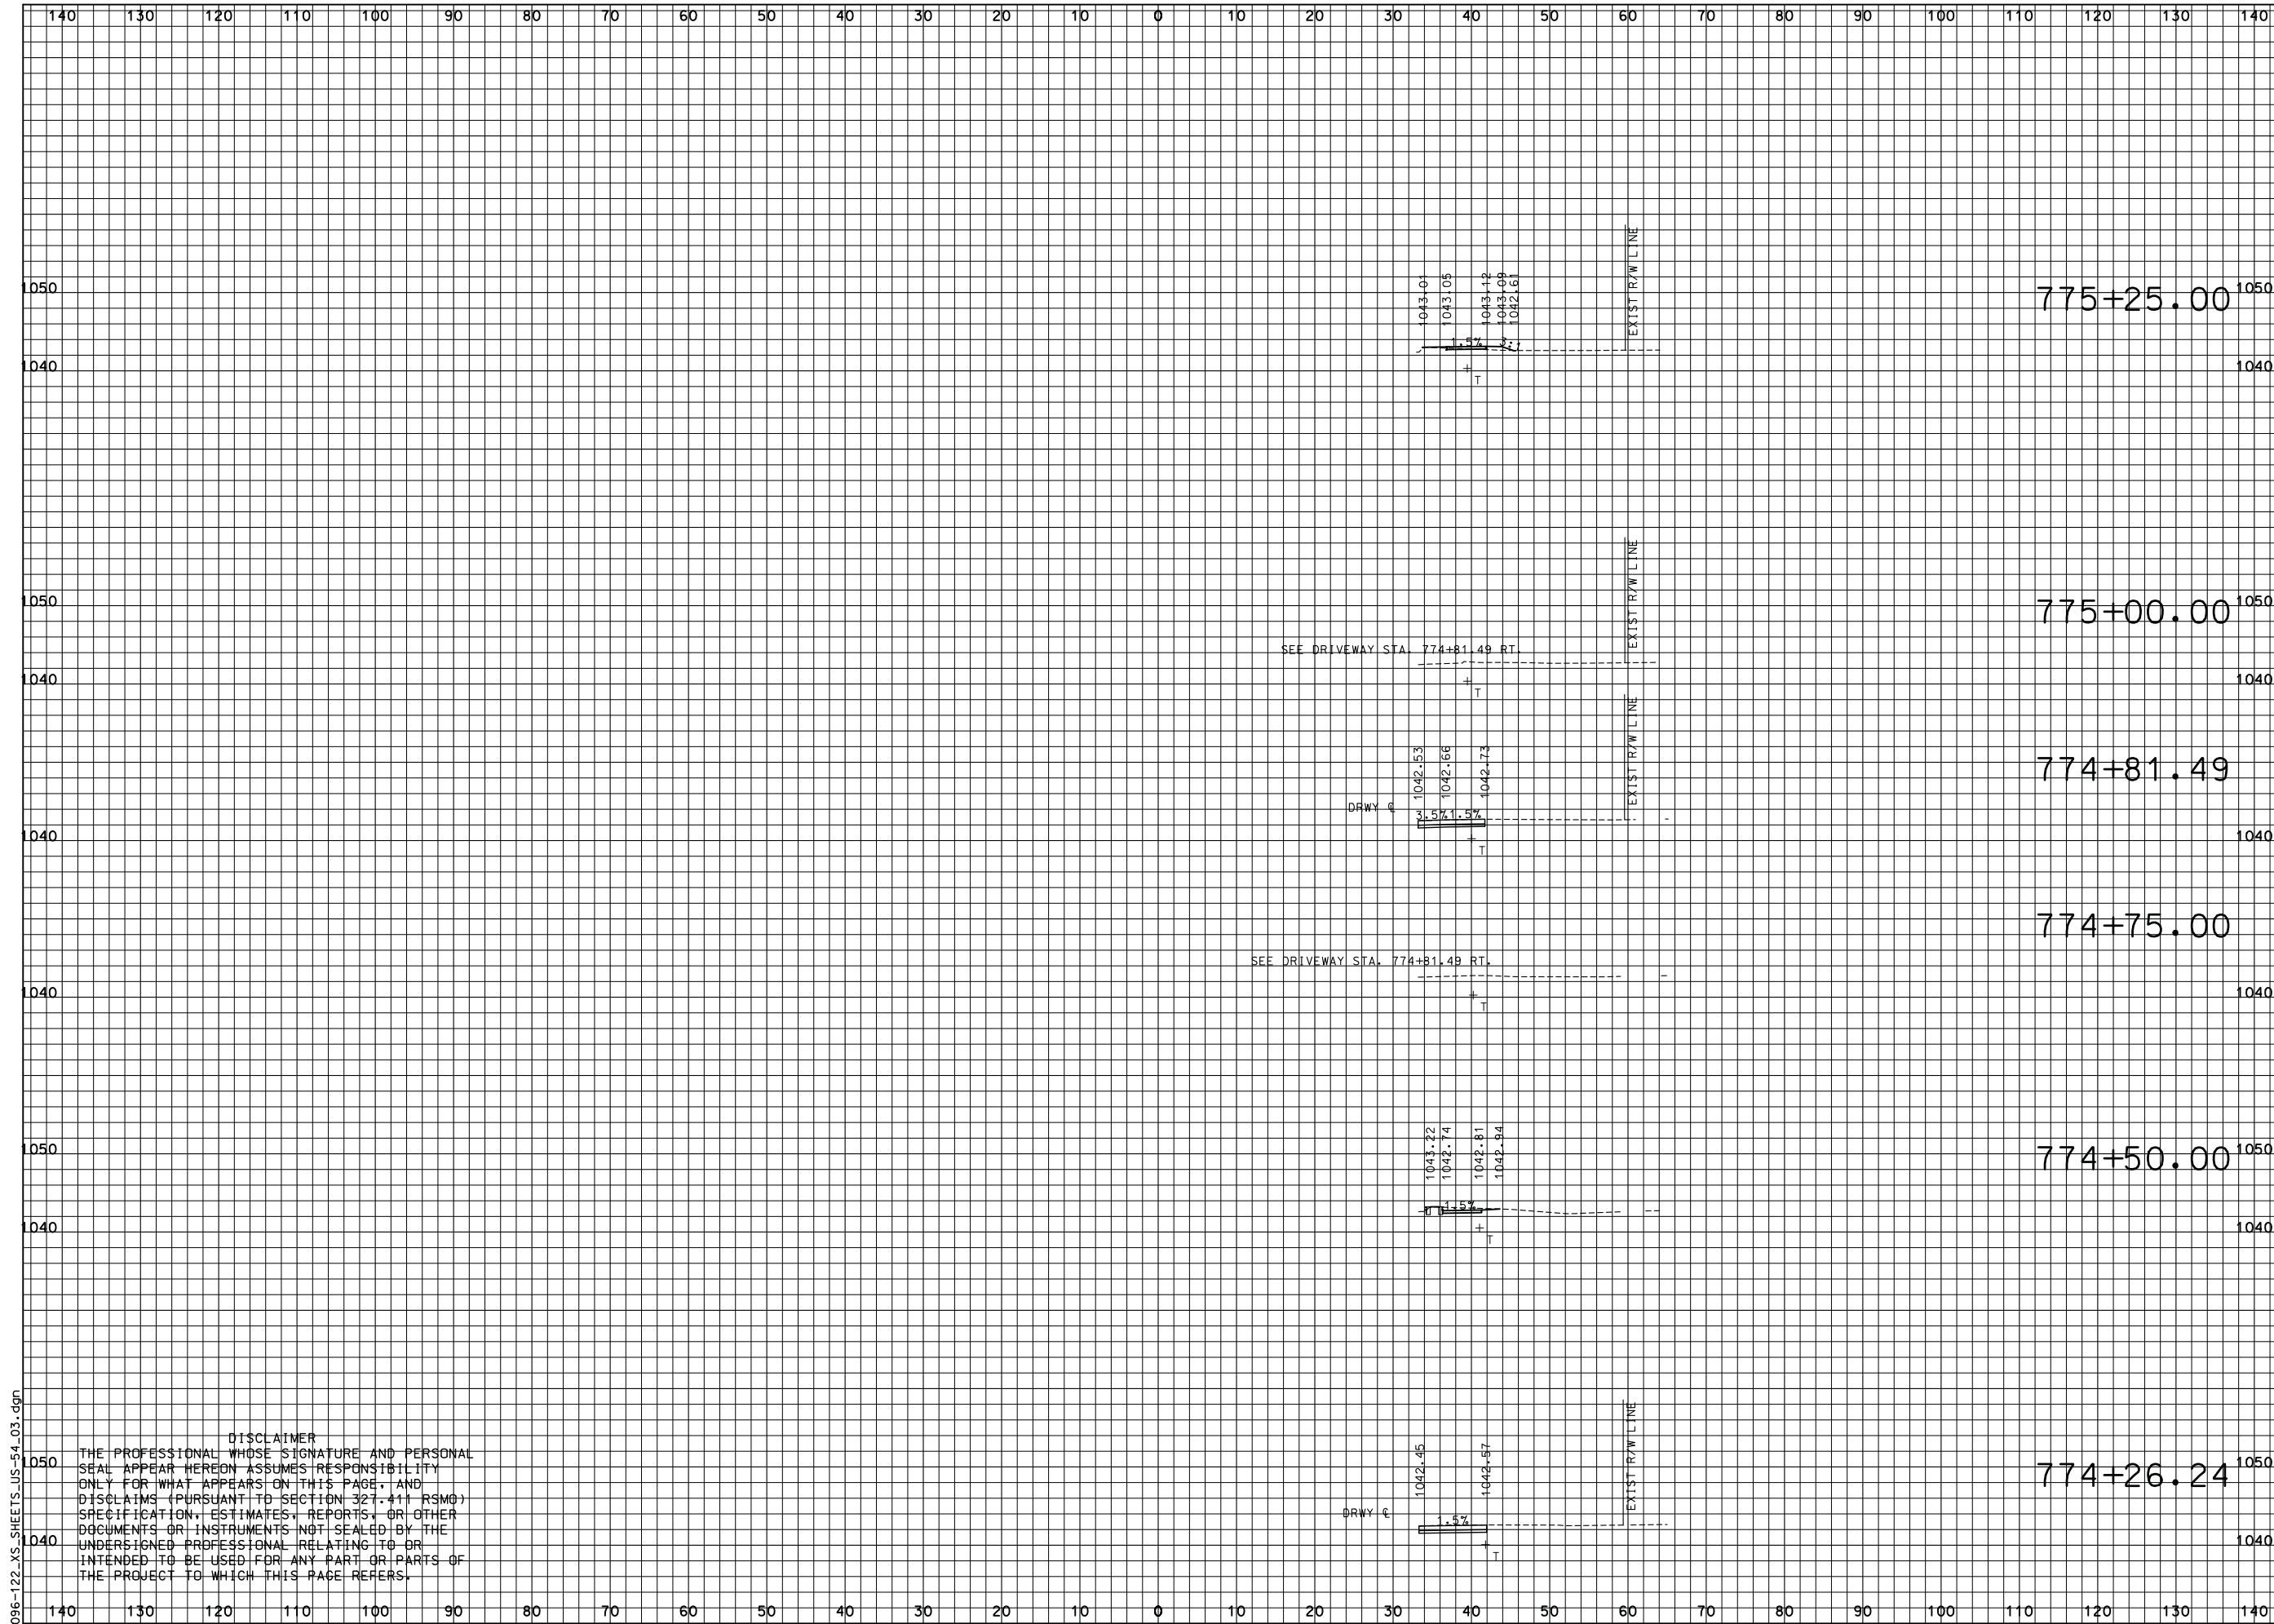 140 130 120 110 100 90 80 70 60 50 40 30 20 10 0 10 20 30 40 50 60 70 80 90 100 110 120 130 140
EXIST R/W LINE
1043.01 1043.05 1043.12 1043.09 1042.61
1050 775+25.00 1050
1.5%
1040 1040
T
EXIST R/W LINE
1050 775+00.00 1050
SEE DRIVEWAY STA. 774+81.49 RT.
1040 1040
T
EXIST R/W LINE
1042.53 1042.66 1042.73
774+81.49
DRWY ℄
3.5% 1.5%
1040 1040
T
774+75.00
SEE DRIVEWAY STA. 774+81.49 RT.
1040 1040
T
1043.22 1042.74 1042.81 1042.94
1050 774+50.00 1050
1.5%
1040 1040
T
EXIST R/W LINE
1042.45 1042.57
1050 774+26.24 1050
DRWY ℄
1.5%
1040 1040
T
DISCLAIMER
THE PROFESSIONAL WHOSE SIGNATURE AND PERSONAL
SEAL APPEAR HEREON ASSUMES RESPONSIBILITY
ONLY FOR WHAT APPEARS ON THIS PAGE, AND
DISCLAIMS (PURSUANT TO SECTION 327.411 RSMO)
SPECIFICATION, ESTIMATES, REPORTS, OR OTHER
DOCUMENTS OR INSTRUMENTS NOT SEALED BY THE
UNDERSIGNED PROFESSIONAL RELATING TO OR
INTENDED TO BE USED FOR ANY PART OR PARTS OF
THE PROJECT TO WHICH THIS PAGE REFERS.
096-122_XS_SHEETS_US-54_03.dgn
140 130 120 110 100 90 80 70 60 50 40 30 20 10 0 10 20 30 40 50 60 70 80 90 100 110 120 130 140